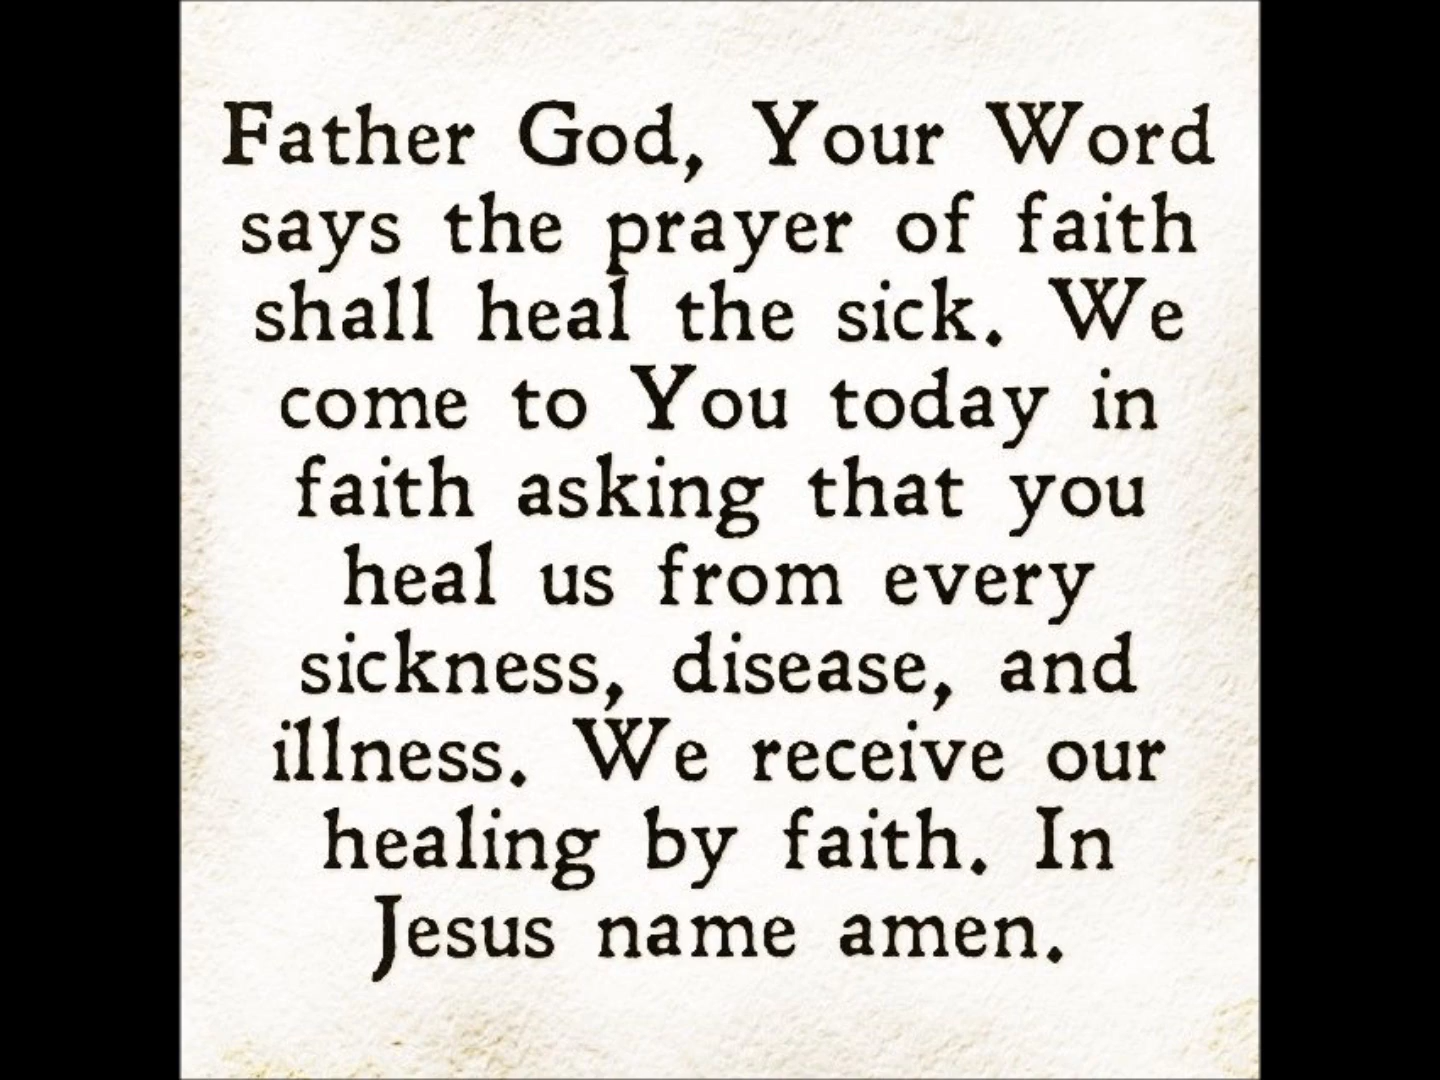 Father God, Your Word
says the prayer of faith
shall heal the sick. We
come to You today in
faith asking that you
heal us from every
sickness, disease, and
illness. We receive our
healing by faith. In
Jesus name amen.